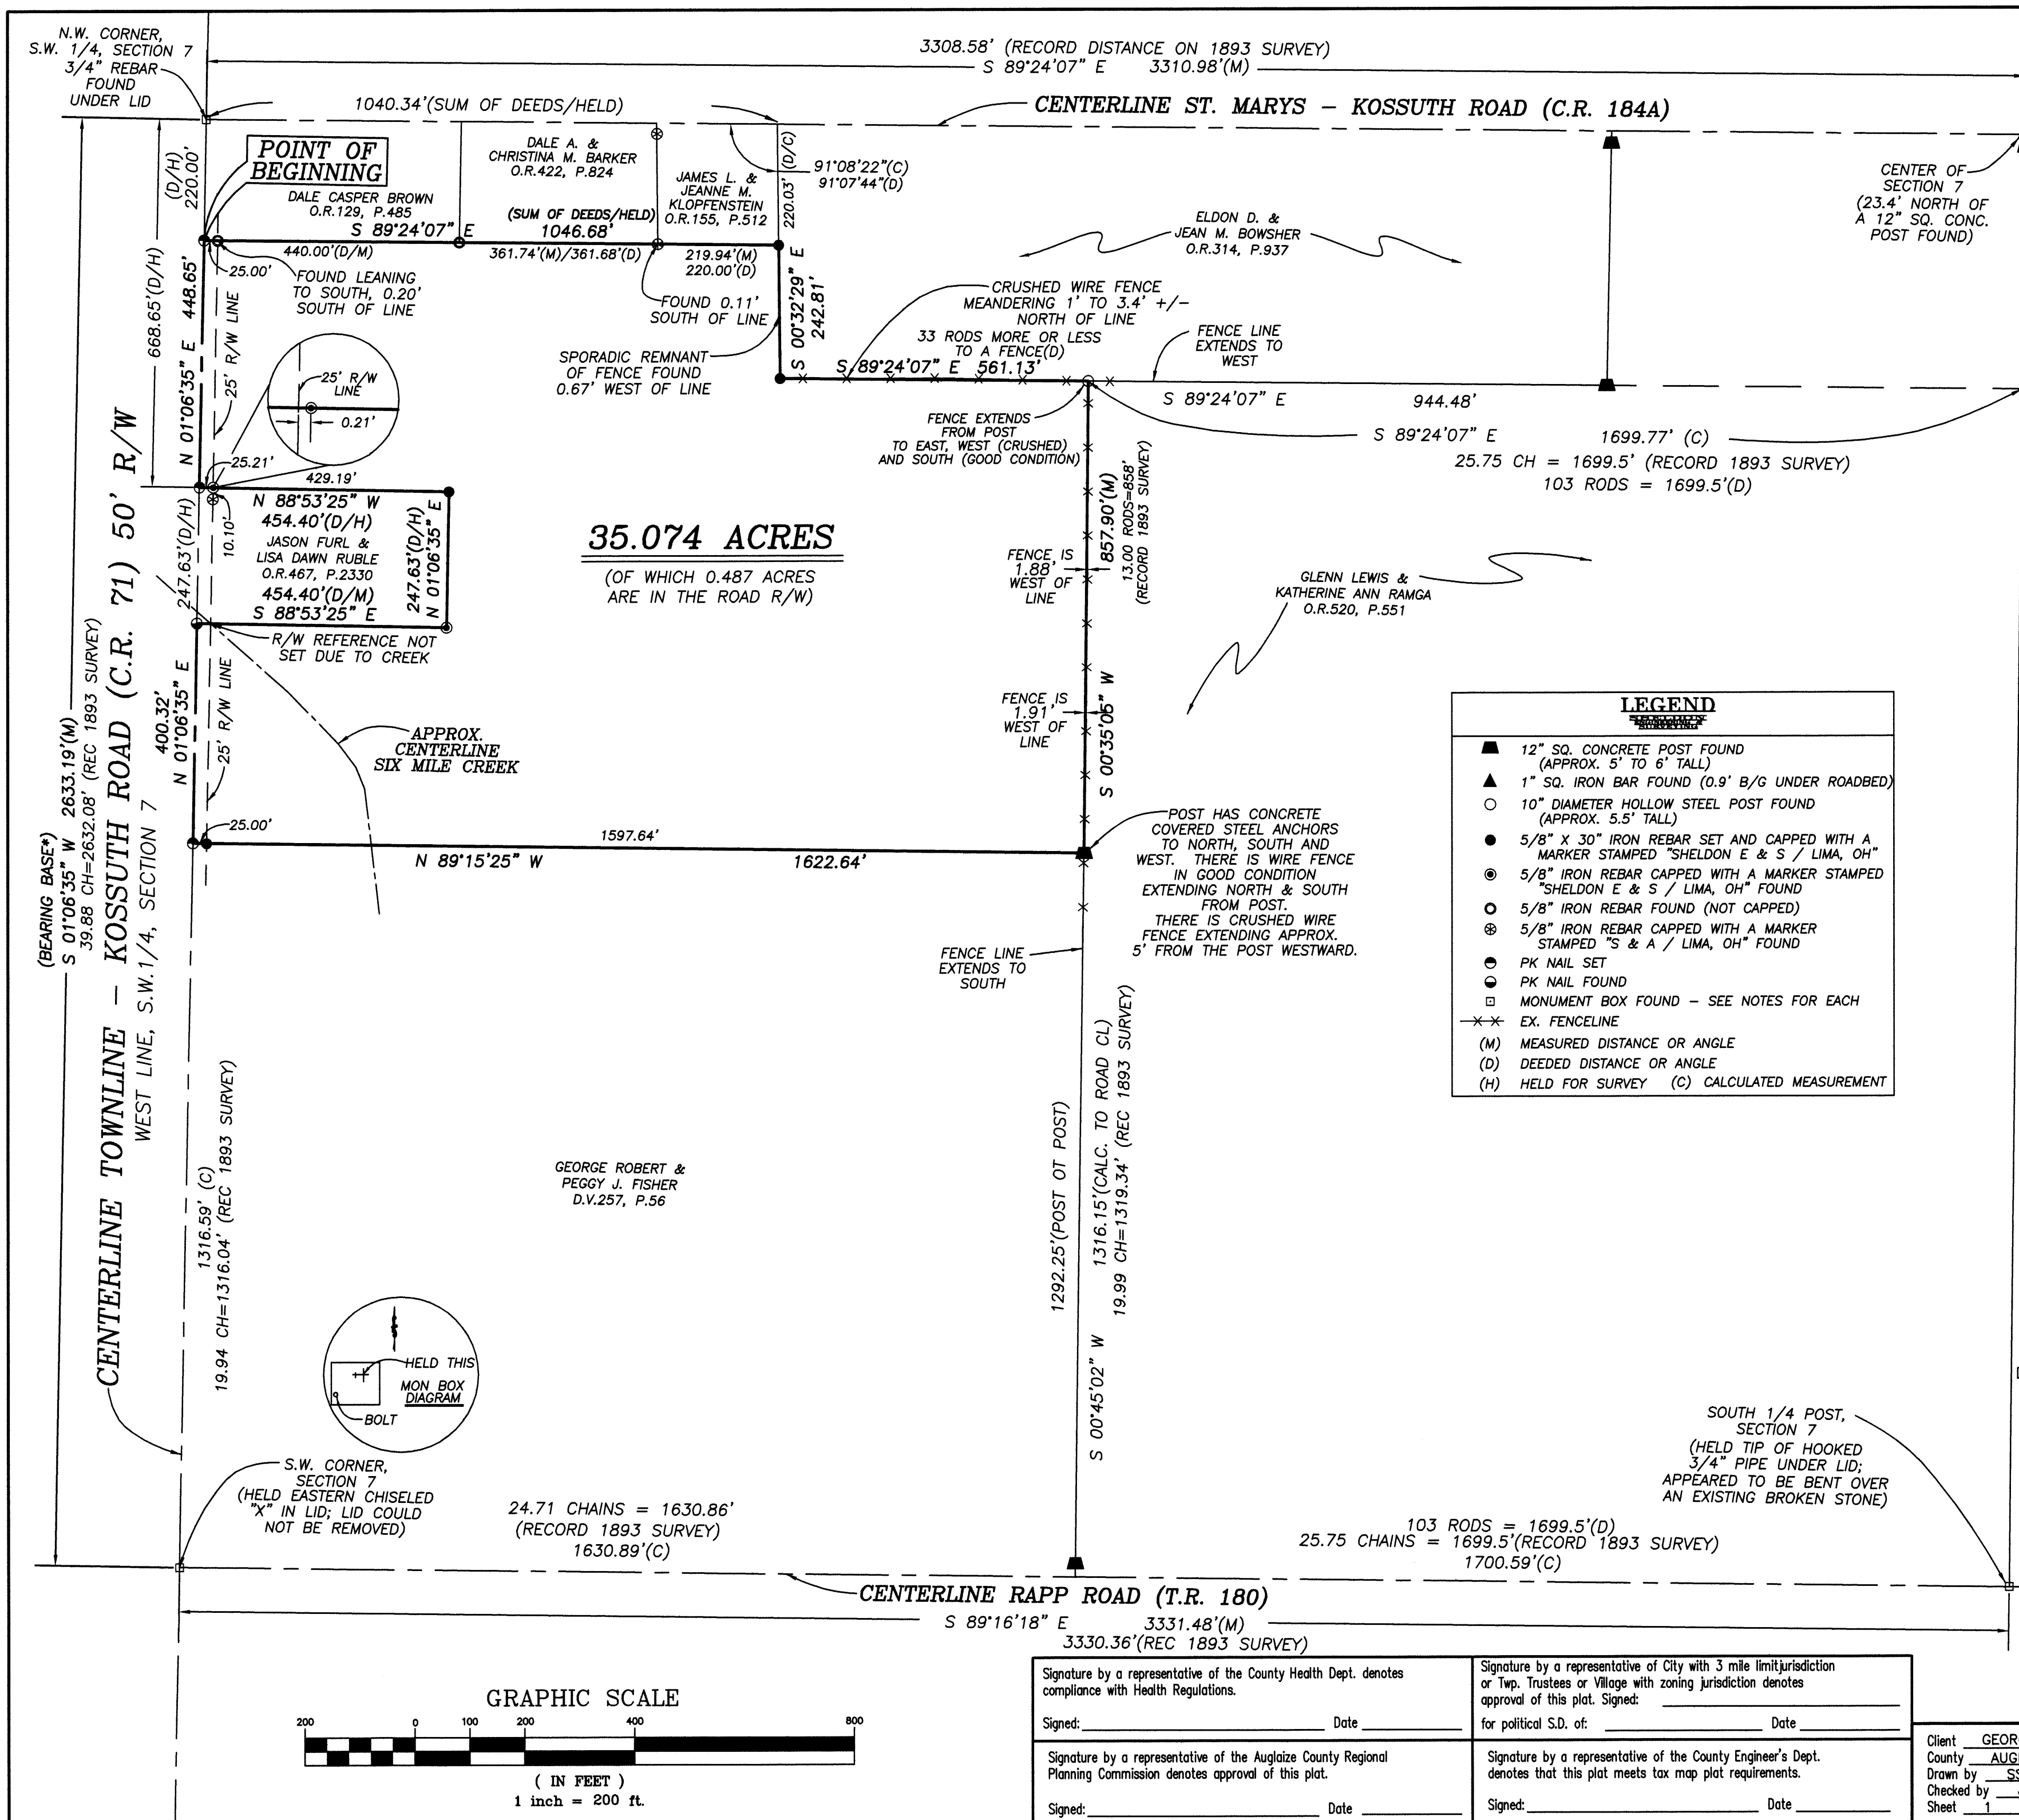 N.W. CORNER,
S.W. 1/4, SECTION 7
3/4" REBAR
FOUND
UNDER LID
3308.58' (RECORD DISTANCE ON 1893 SURVEY)
S 89°24'07" E 3310.98'(M)
1040.34'(SUM OF DEEDS/HELD)
CENTERLINE ST. MARYS - KOSSUTH ROAD (C.R. 184A)
(D/H)
220.00'
POINT OF
BEGINNING
DALE CASPER BROWN
O.R.129, P.485
DALE A. &
CHRISTINA M. BARKER
O.R.422, P.824
JAMES L. &
JEANNE M.
KLOPFENSTEIN
O.R.155, P.512
220.03' (D/C)
91°08'22"(C)
91°07'44"(D)
CENTER OF
SECTION 7
(23.4' NORTH OF
A 12" SQ. CONC.
POST FOUND)
ELDON D. &
JEAN M. BOWSHER
O.R.314, P.937
(SUM OF DEEDS/HELD)
S 89°24'07" E 1046.68'
440.00'(D/M)
361.74'(M)/361.68'(D)
219.94'(M)
220.00'(D)
25.00'
FOUND LEANING
TO SOUTH, 0.20'
SOUTH OF LINE
FOUND 0.11'
SOUTH OF LINE
S 00°32'29" E
242.81'
668.65'(D/H)
N 01°06'35" E 448.65'
25' R/W LINE
CRUSHED WIRE FENCE
MEANDERING 1' TO 3.4' +/-
NORTH OF LINE
33 RODS MORE OR LESS
TO A FENCE(D)
S 89°24'07" E 561.13'
FENCE LINE
EXTENDS TO
WEST
SPORADIC REMNANT
OF FENCE FOUND
0.67' WEST OF LINE
25' R/W
LINE
0.21'
S 89°24'07" E 944.48'
FENCE EXTENDS
FROM POST
TO EAST, WEST (CRUSHED)
AND SOUTH (GOOD CONDITION)
S 89°24'07" E 1699.77' (C)
25.75 CH = 1699.5' (RECORD 1893 SURVEY)
103 RODS = 1699.5'(D)
25.21'
429.19'
N 88°53'25" W
454.40'(D/H)
JASON FURL &
LISA DAWN RUBLE
O.R.467, P.2330
454.40'(D/M)
S 88°53'25" E
10.10'
247.63'(D/H)
247.63'(D/H)
N 01°06'35" E
35.074 ACRES
(OF WHICH 0.487 ACRES
ARE IN THE ROAD R/W)
857.90'(M)
13.00 RODS=858'
(RECORD 1893 SURVEY)
FENCE IS
1.88'
WEST OF
LINE
GLENN LEWIS &
KATHERINE ANN RAMGA
O.R.520, P.551
R/W REFERENCE NOT
SET DUE TO CREEK
FENCE IS
1.91'
WEST OF
LINE
S 00°35'05" W
400.32'
N 01°06'35" E
25' R/W LINE
APPROX.
CENTERLINE
SIX MILE CREEK
25.00'
1597.64'
N 89°15'25" W 1622.64'
POST HAS CONCRETE
COVERED STEEL ANCHORS
TO NORTH, SOUTH AND
WEST. THERE IS WIRE FENCE
IN GOOD CONDITION
EXTENDING NORTH & SOUTH
FROM POST.
THERE IS CRUSHED WIRE
FENCE EXTENDING APPROX.
5' FROM THE POST WESTWARD.
FENCE LINE
EXTENDS TO
SOUTH
LEGEND
12" SQ. CONCRETE POST FOUND
(APPROX. 5' TO 6' TALL)
1" SQ. IRON BAR FOUND (0.9' B/G UNDER ROADBED)
10" DIAMETER HOLLOW STEEL POST FOUND
(APPROX. 5.5' TALL)
5/8" X 30" IRON REBAR SET AND CAPPED WITH A
MARKER STAMPED "SHELDON E & S / LIMA, OH"
5/8" IRON REBAR CAPPED WITH A MARKER STAMPED
"SHELDON E & S / LIMA, OH" FOUND
5/8" IRON REBAR FOUND (NOT CAPPED)
5/8" IRON REBAR CAPPED WITH A MARKER
STAMPED "S & A / LIMA, OH" FOUND
PK NAIL SET
PK NAIL FOUND
MONUMENT BOX FOUND - SEE NOTES FOR EACH
EX. FENCELINE
(M) MEASURED DISTANCE OR ANGLE
(D) DEEDED DISTANCE OR ANGLE
(H) HELD FOR SURVEY (C) CALCULATED MEASUREMENT
(BEARING BASE*)
S 01°06'35" W 2633.19'(M)
39.88 CH=2632.08' (REC 1893 SURVEY)
CENTERLINE TOWNLINE - KOSSUTH ROAD (C.R. 71) 50' R/W
WEST LINE, S.W.1/4, SECTION 7
1316.59' (C)
19.94 CH=1316.04' (REC 1893 SURVEY)
GEORGE ROBERT &
PEGGY J. FISHER
D.V.257, P.56
1292.25'(POST OT POST)
S 00°45'02" W 1316.15'(CALC. TO ROAD CL)
19.99 CH=1319.34' (REC 1893 SURVEY)
HELD THIS
MON BOX
DIAGRAM
BOLT
S.W. CORNER,
SECTION 7
(HELD EASTERN CHISELED
"X" IN LID; LID COULD
NOT BE REMOVED)
24.71 CHAINS = 1630.86'
(RECORD 1893 SURVEY)
1630.89'(C)
SOUTH 1/4 POST,
SECTION 7
(HELD TIP OF HOOKED
3/4" PIPE UNDER LID;
APPEARED TO BE BENT OVER
AN EXISTING BROKEN STONE)
103 RODS = 1699.5'(D)
25.75 CHAINS = 1699.5'(RECORD 1893 SURVEY)
1700.59'(C)
CENTERLINE RAPP ROAD (T.R. 180)
S 89°16'18" E 3331.48'(M)
3330.36'(REC 1893 SURVEY)
GRAPHIC SCALE
200 0 100 200 400 800
( IN FEET )
1 inch = 200 ft.
Signature by a representative of the County Health Dept. denotes
compliance with Health Regulations.
Signed: Date
Signature by a representative of City with 3 mile limitjurisdiction
or Twp. Trustees or Village with zoning jurisdiction denotes
approval of this plat. Signed:
for political S.D. of: Date
Signature by a representative of the Auglaize County Regional
Planning Commission denotes approval of this plat.
Signed: Date
Signature by a representative of the County Engineer's Dept.
denotes that this plat meets tax map plat requirements.
Signed: Date
Client GEOR
County AUG
Drawn by SS
Checked by
Sheet 1